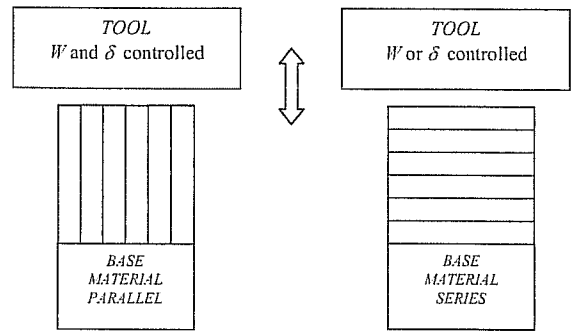 TOOL
W and δ controlled
TOOL
W or δ controlled
BASE
MATERIAL
PARALLEL
BASE
MATERIAL
SERIES